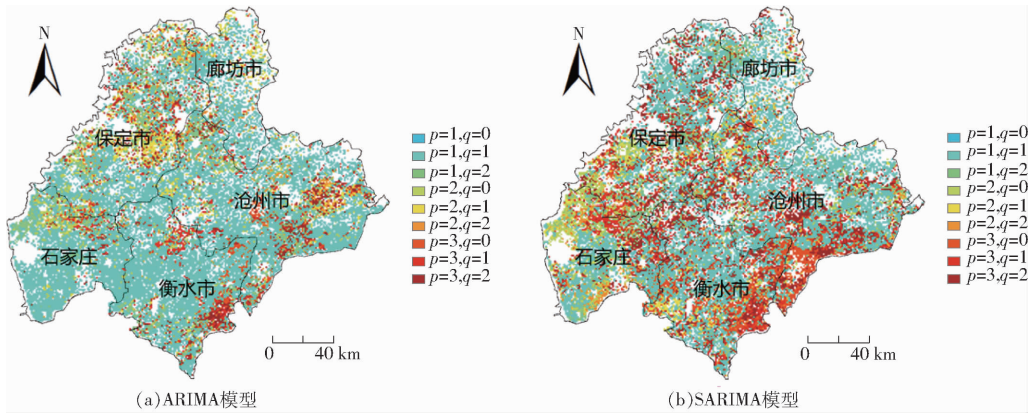 N
廊坊市
保定市
沧州市
石家庄
衡水市
p=1,q=0
p=1,q=1
p=1,q=2
p=2,q=0
p=2,q=1
p=2,q=2
p=3,q=0
p=3,q=1
p=3,q=2
0 40 km
(a)ARIMA模型
N
廊坊市
保定市
沧州市
石家庄
衡水市
p=1,q=0
p=1,q=1
p=1,q=2
p=2,q=0
p=2,q=1
p=2,q=2
p=3,q=0
p=3,q=1
p=3,q=2
0 40 km
(b)SARIMA模型